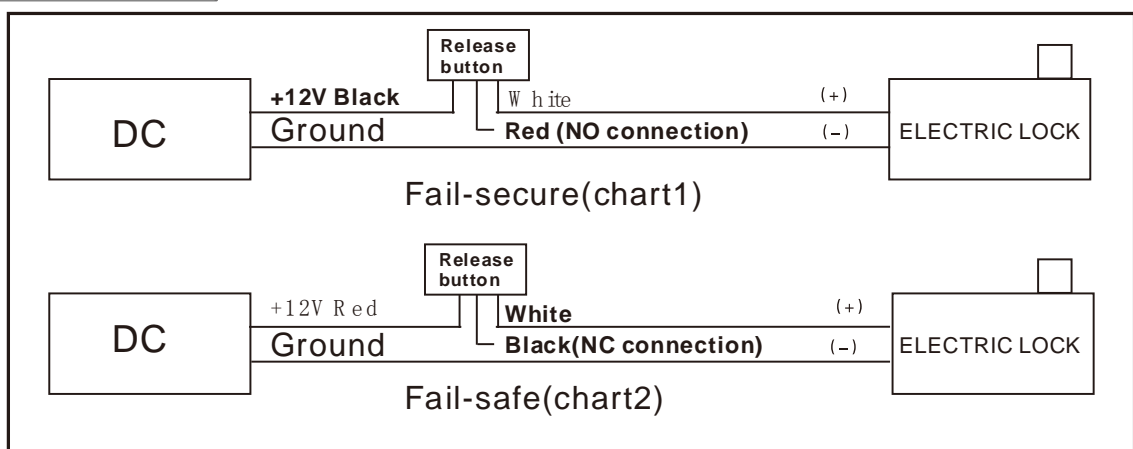 Release
button
+12V Black
White
(+)
DC
Ground
Red (NO connection)
(-)
ELECTRIC LOCK
Fail-secure(chart1)
Release
button
+12V Red
White
(+)
DC
Ground
Black(NC connection)
(-)
ELECTRIC LOCK
Fail-safe(chart2)